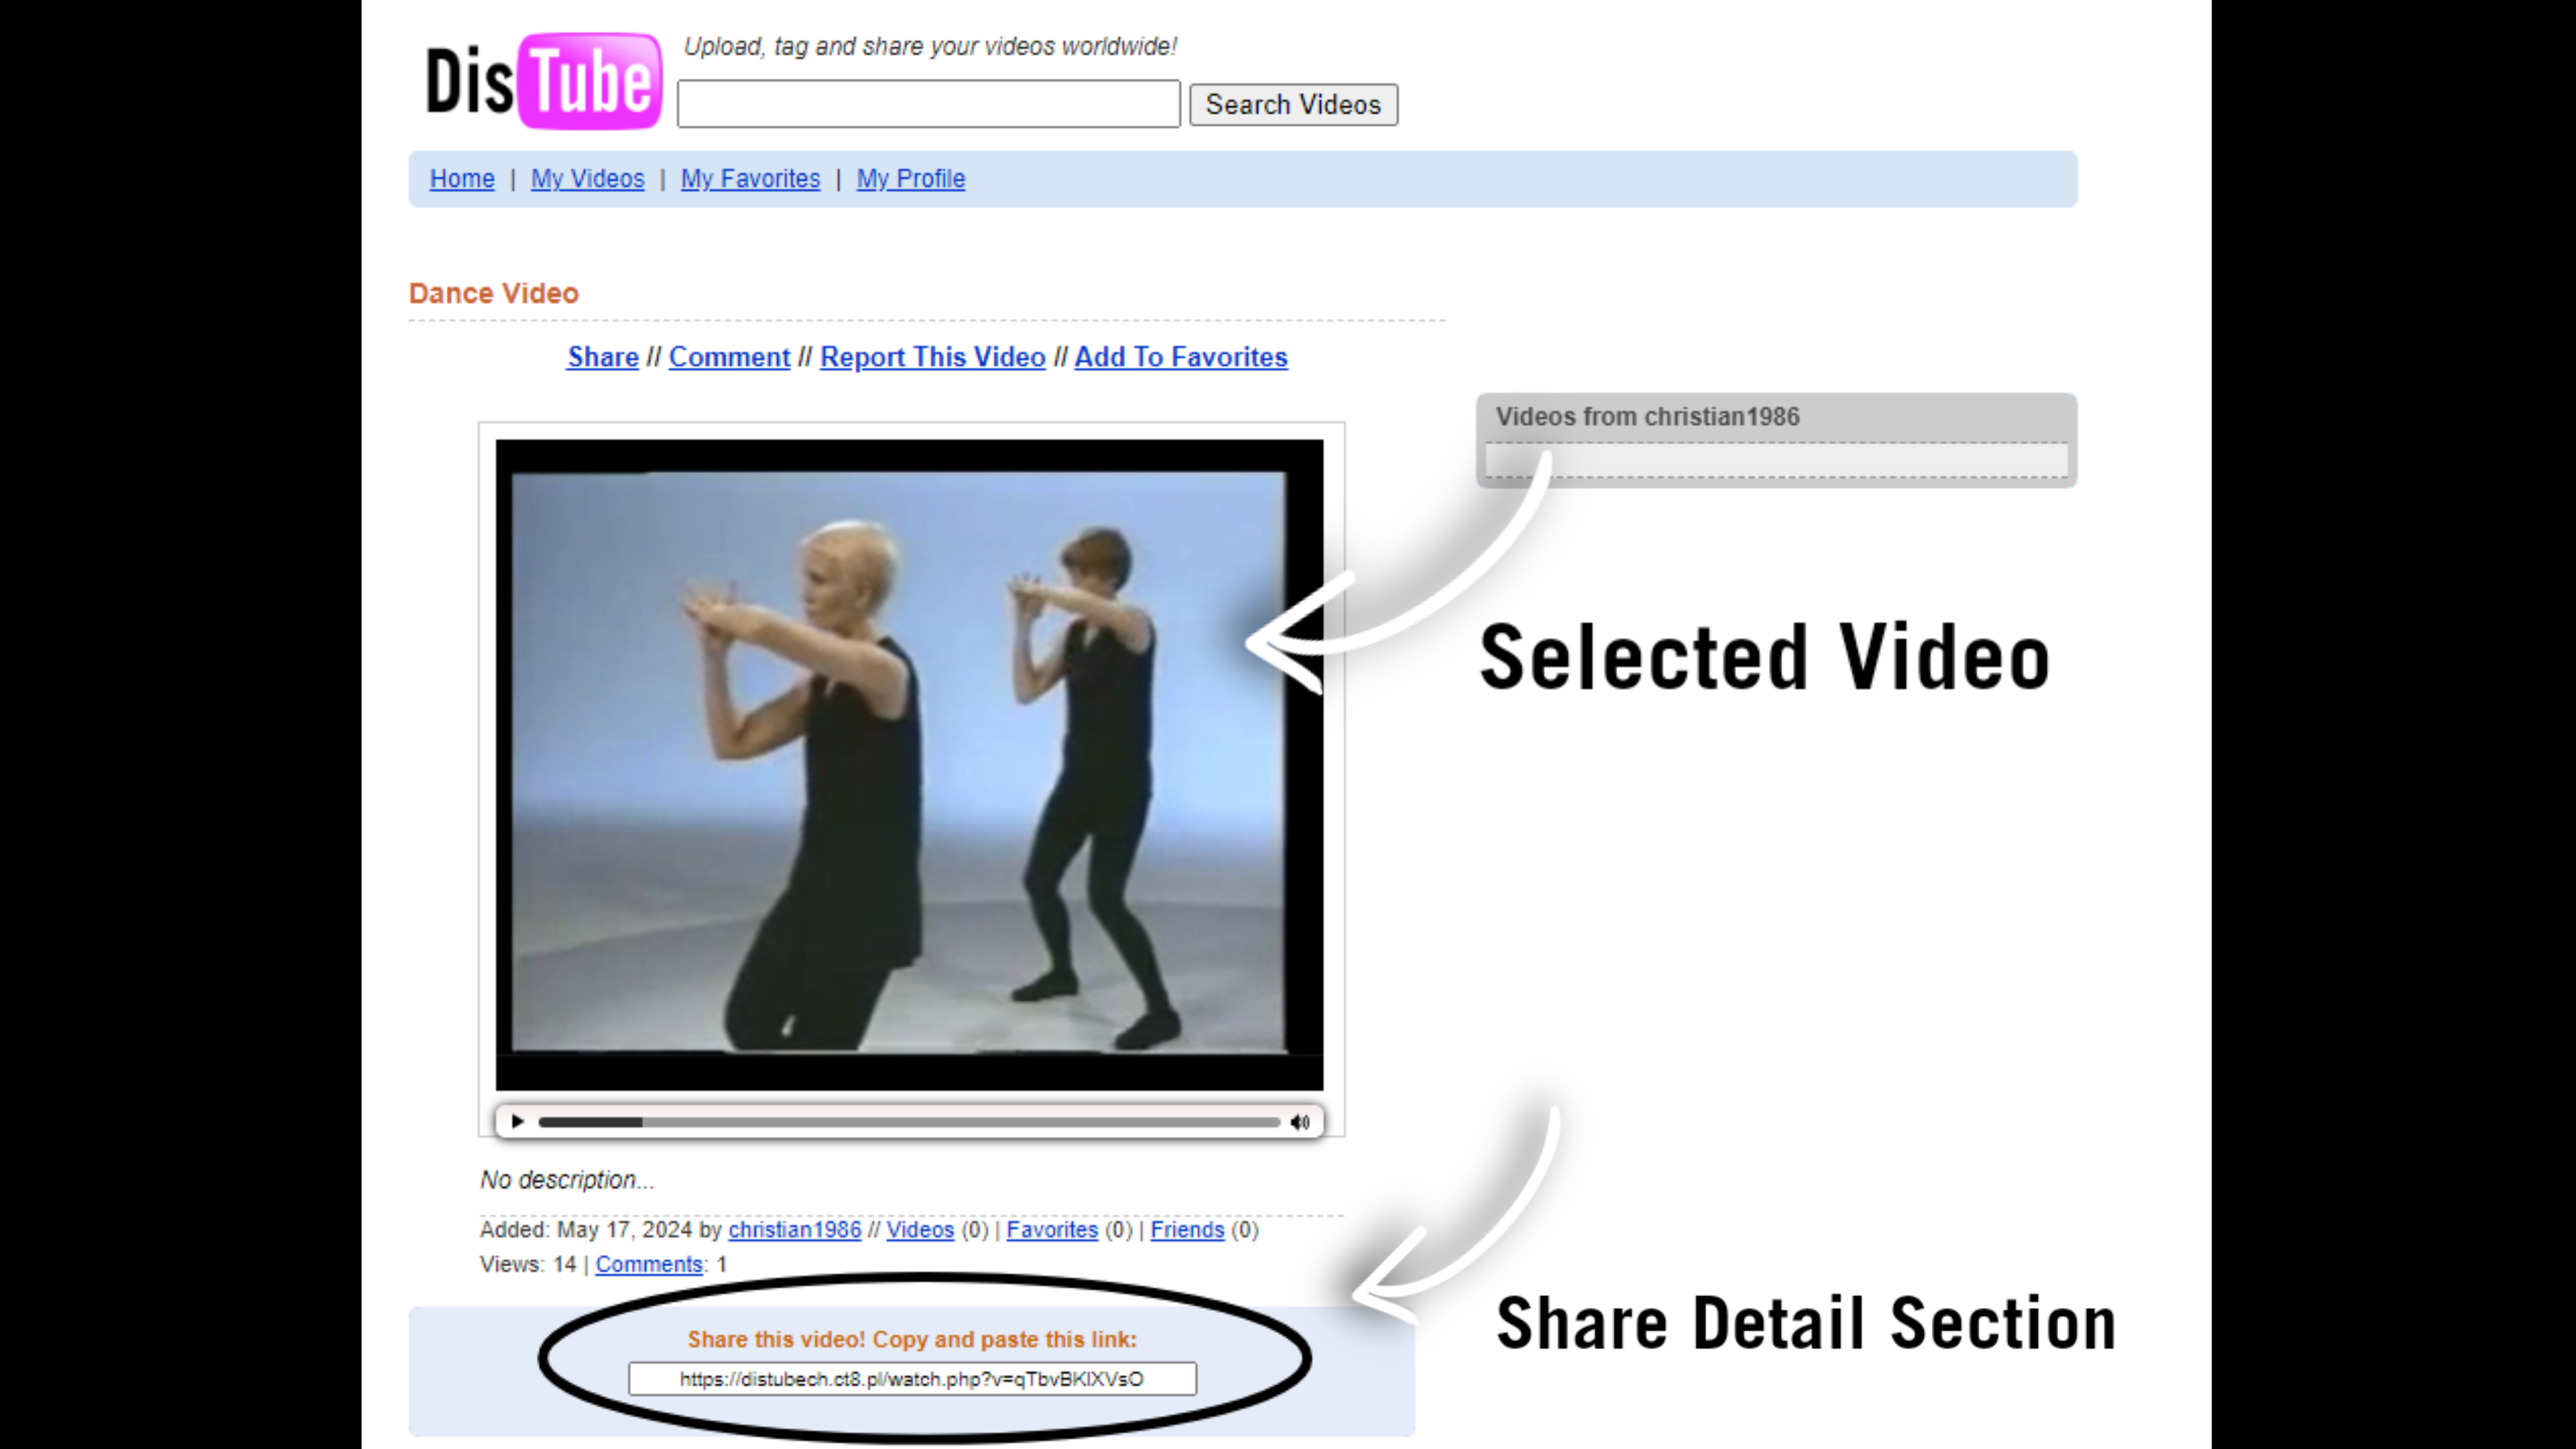 DisTube
Upload, tag and share your videos worldwide!
Search Videos
Home | My Videos | My Favorites | My Profile
Dance Video
Share // Comment // Report This Video // Add To Favorites
Videos from christian1986
Selected Video
No description...
Added: May 17, 2024 by christian1986 // Videos (0) | Favorites (0) | Friends (0)
Views: 14 | Comments: 1
Share Detail Section
Share this video! Copy and paste this link:
https://distubech.ct8.pl/watch.php?v=qTbvBKlXVsO